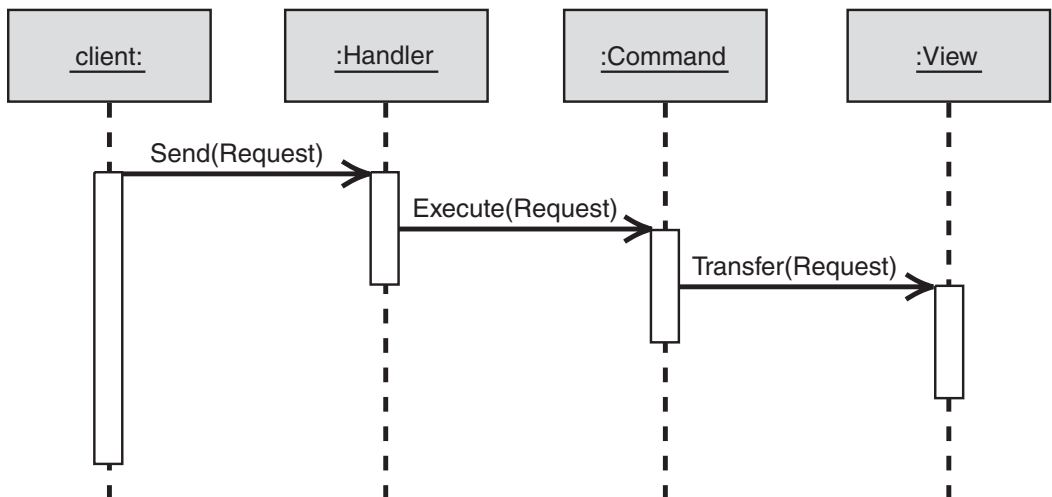 client:
:Handler
:Command
:View
Send(Request)
Execute(Request)
Transfer(Request)